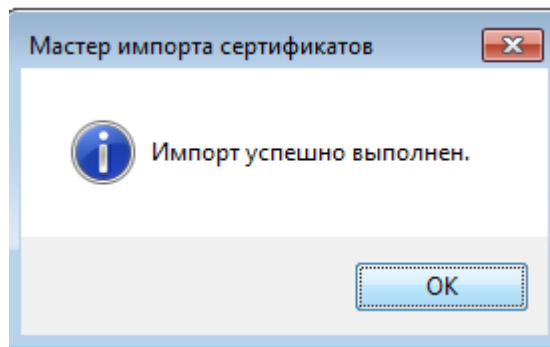 Мастер импорта сертификатов
Импорт успешно выполнен.
OK